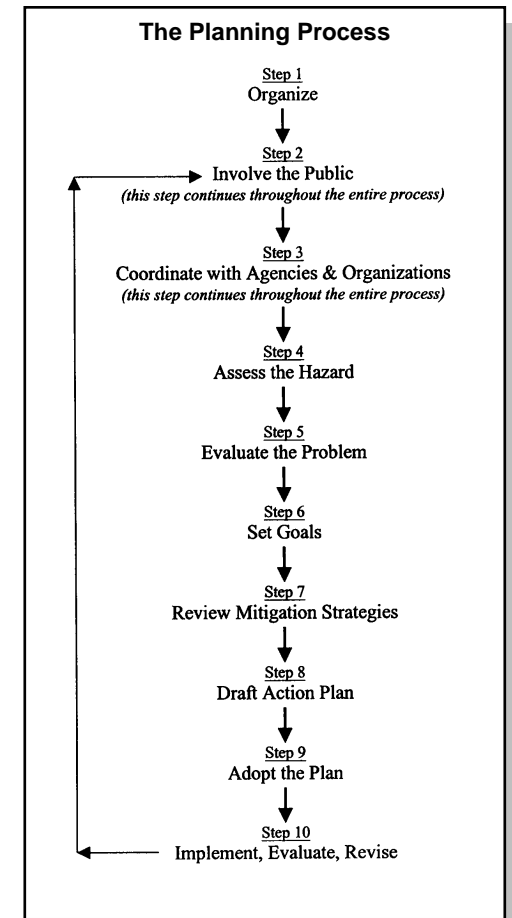 The Planning Process
Step 1
Organize
Step 2
Involve the Public
(this step continues throughout the entire process)
Step 3
Coordinate with Agencies & Organizations
(this step continues throughout the entire process)
Step 4
Assess the Hazard
Step 5
Evaluate the Problem
Step 6
Set Goals
Step 7
Review Mitigation Strategies
Step 8
Draft Action Plan
Step 9
Adopt the Plan
Step 10
Implement, Evaluate, Revise